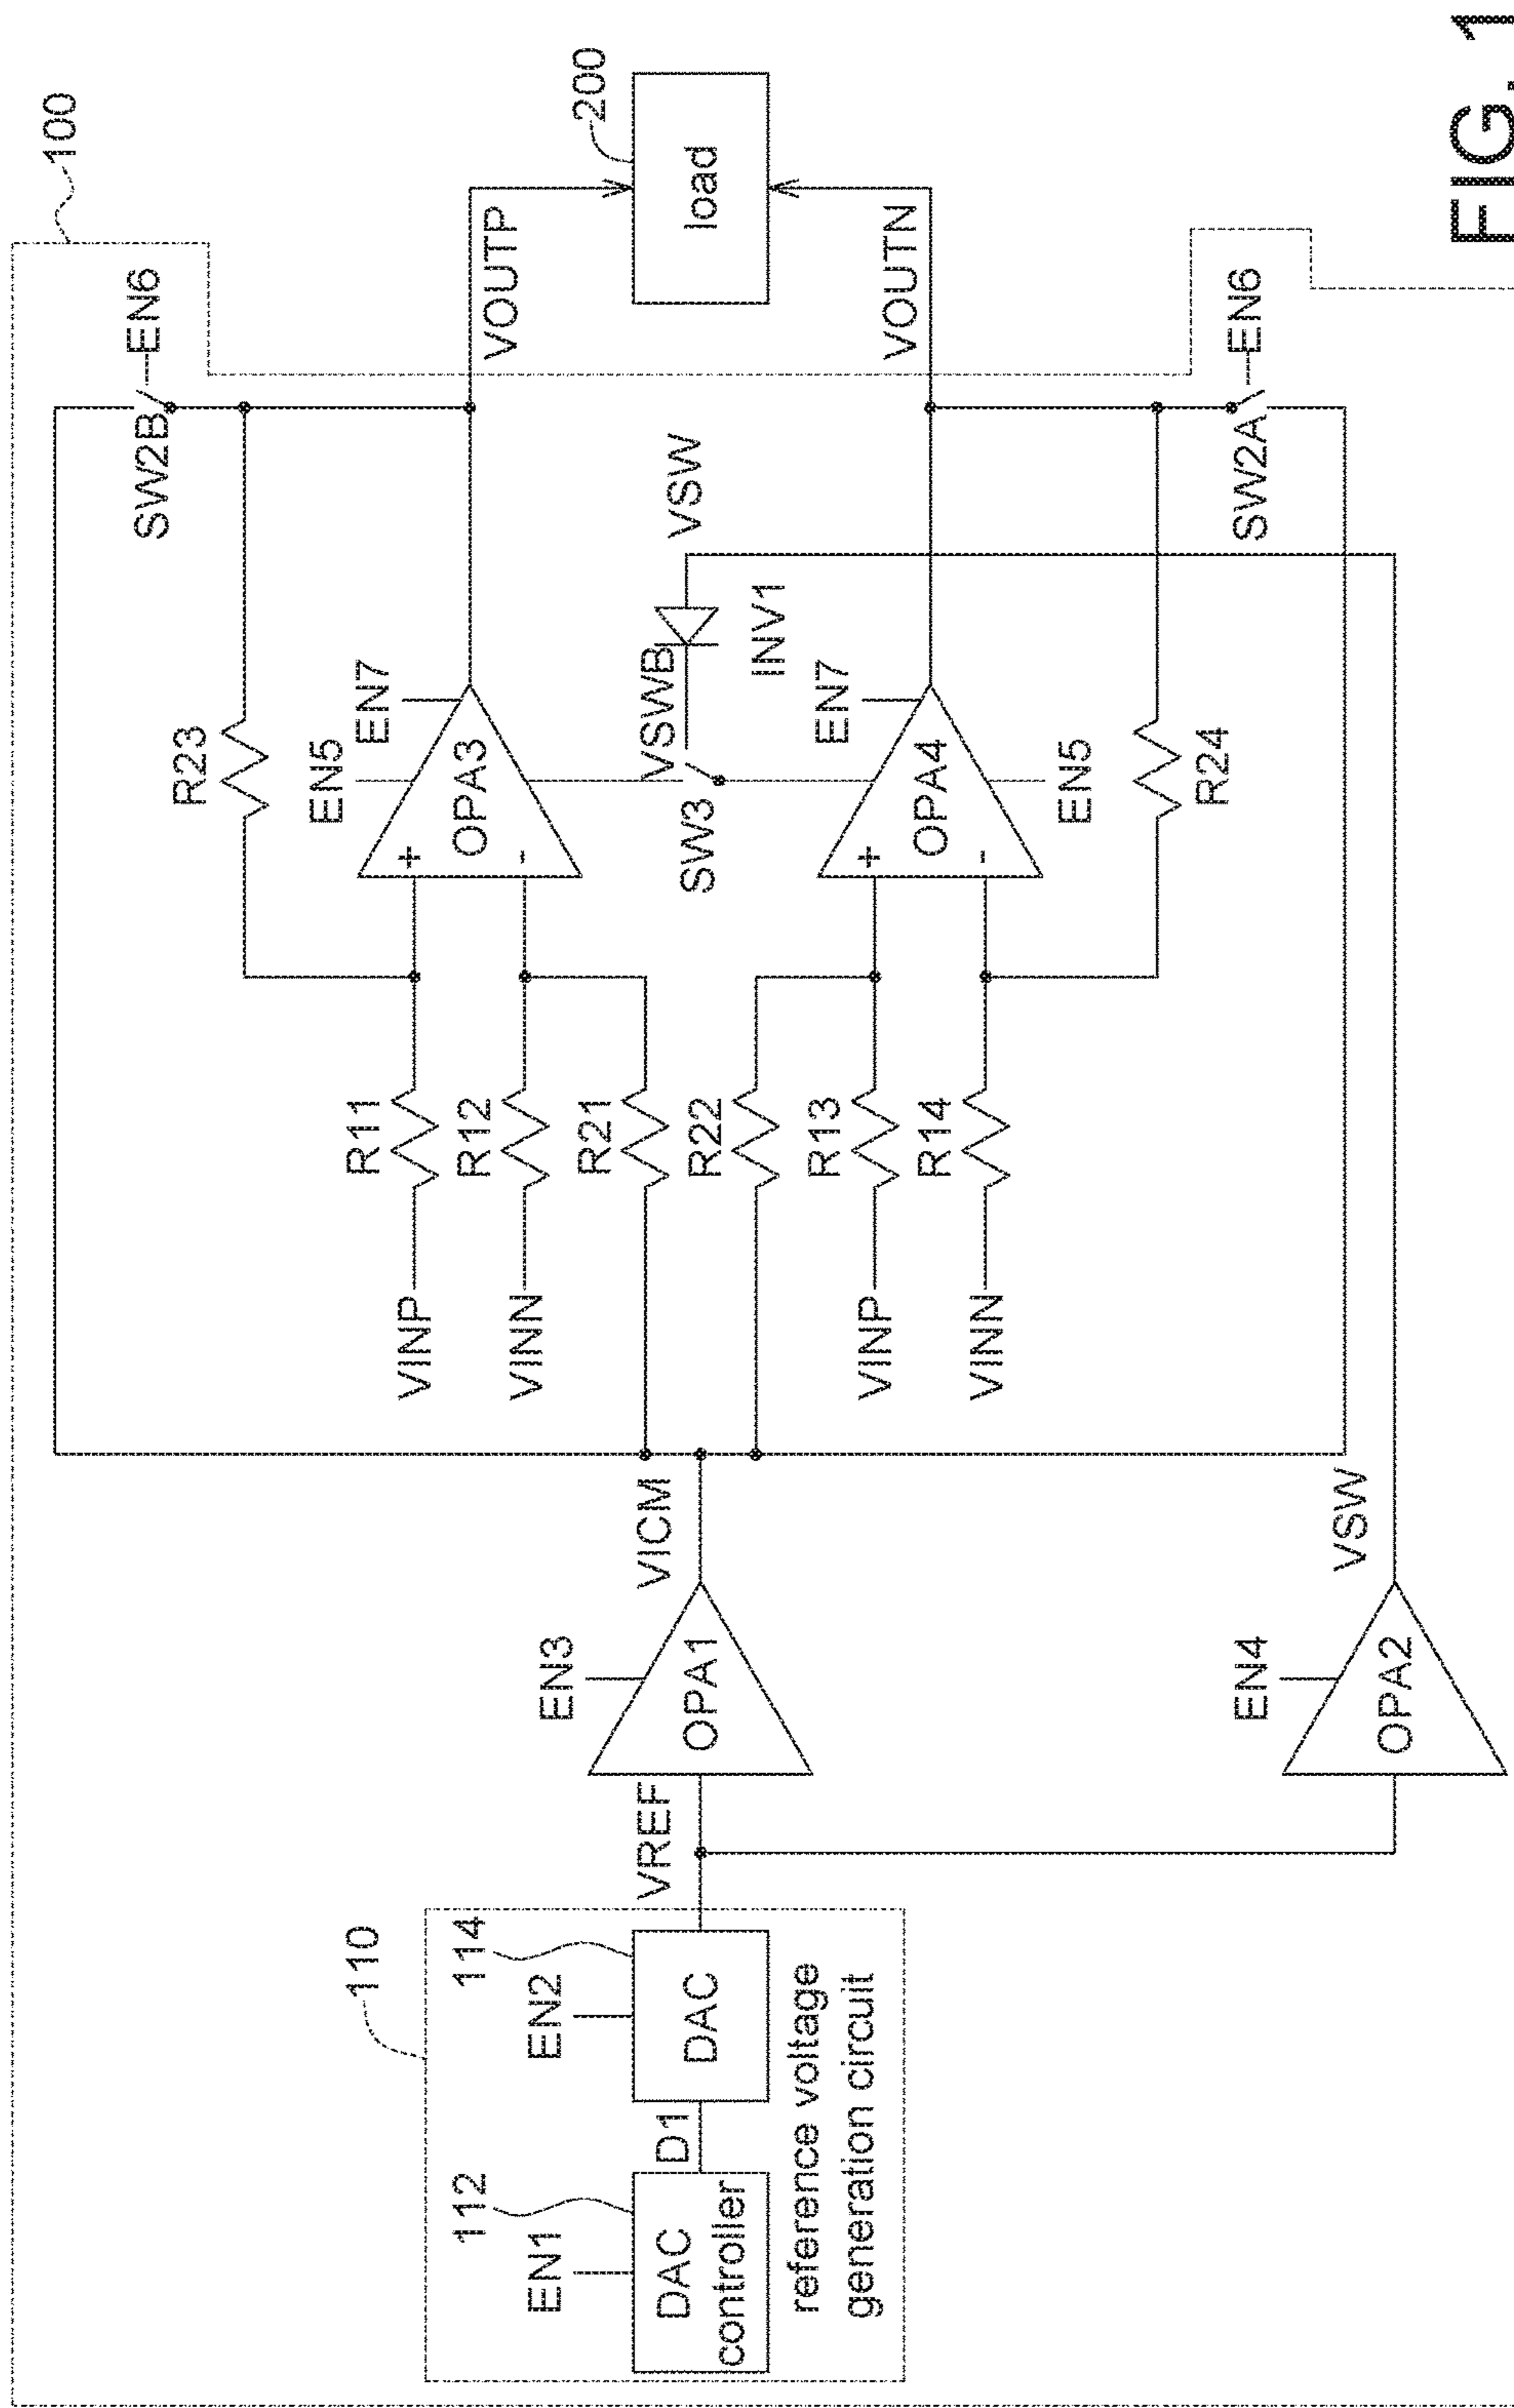 100
SW2B
EN6
R23
EN5
EN7
VOUTP
200
load
VINP
R11
+
OPA3
-
VINN
R12
R21
SW3
VSWB
VSW
INV1
110
EN1
112
EN2
114
DAC
controller
D1
DAC
reference voltage
generation circuit
VREF
EN3
OPA1
VICM
R22
VINP
R13
+
OPA4
-
VINN
R14
EN7
EN5
VOUTN
R24
SW2A
EN6
EN4
OPA2
VSW
FIG. 1